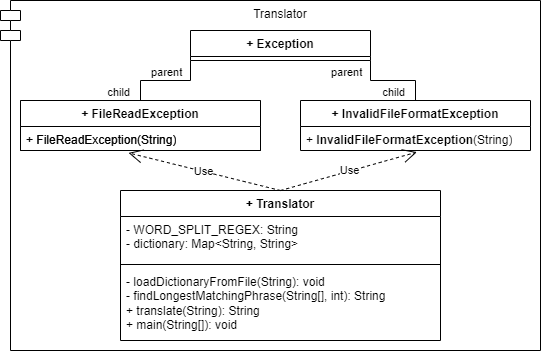 Translator
+ Exception
parent
parent
child
child
+ FileReadException
+ FileReadException(String)
+ InvalidFileFormatException
+ InvalidFileFormatException(String)
Use
Use
+ Translator
- WORD_SPLIT_REGEX: String
- dictionary: Map<String, String>
- loadDictionaryFromFile(String): void
- findLongestMatchingPhrase(String[], int): String
+ translate(String): String
+ main(String[]): void